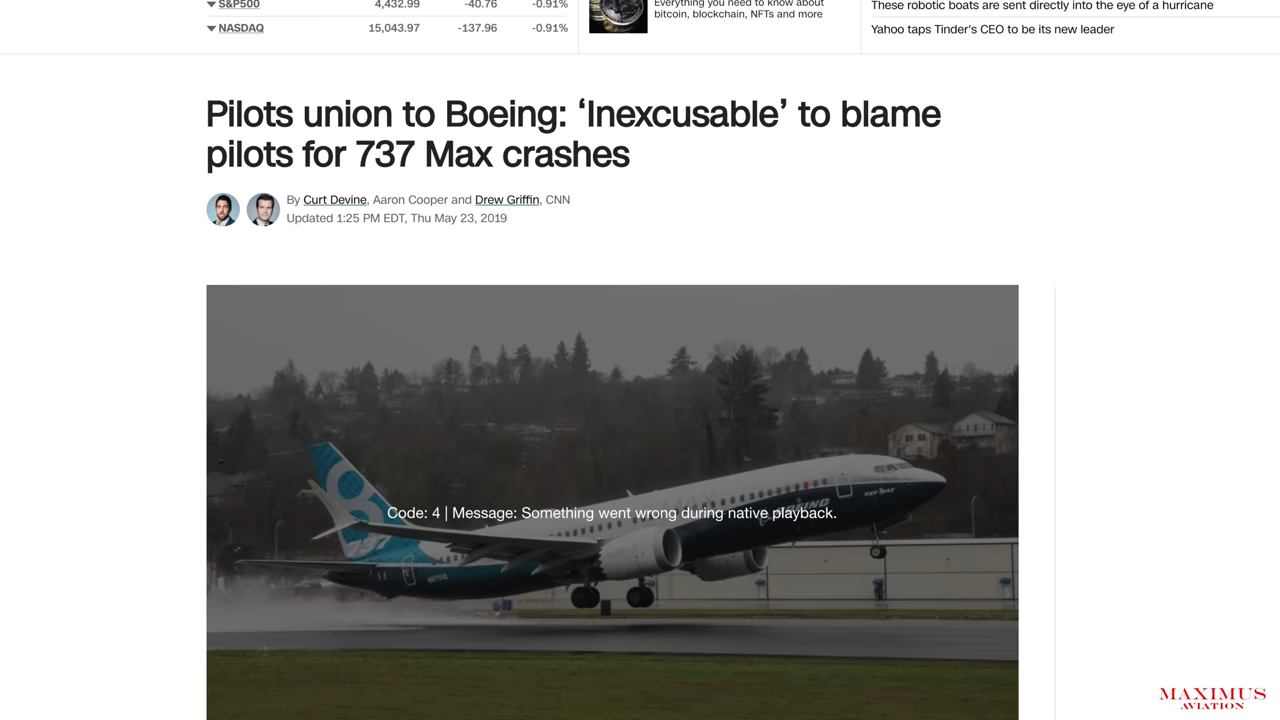 S&P500 4,432.99 -40.76 -0.91%
NASDAQ 15,043.97 -137.96 -0.91%
Everything you need to know about
bitcoin, blockchain, NFTs and more
These robotic boats are sent directly into the eye of a hurricane
Yahoo taps Tinder's CEO to be its new leader
Pilots union to Boeing: ‘Inexcusable’ to blame
pilots for 737 Max crashes
By Curt Devine, Aaron Cooper and Drew Griffin, CNN
Updated 1:25 PM EDT, Thu May 23, 2019
Code: 4 | Message: Something went wrong during native playback.
BOEING
737 MAX
MAX
MAXIMUS
AVIATION